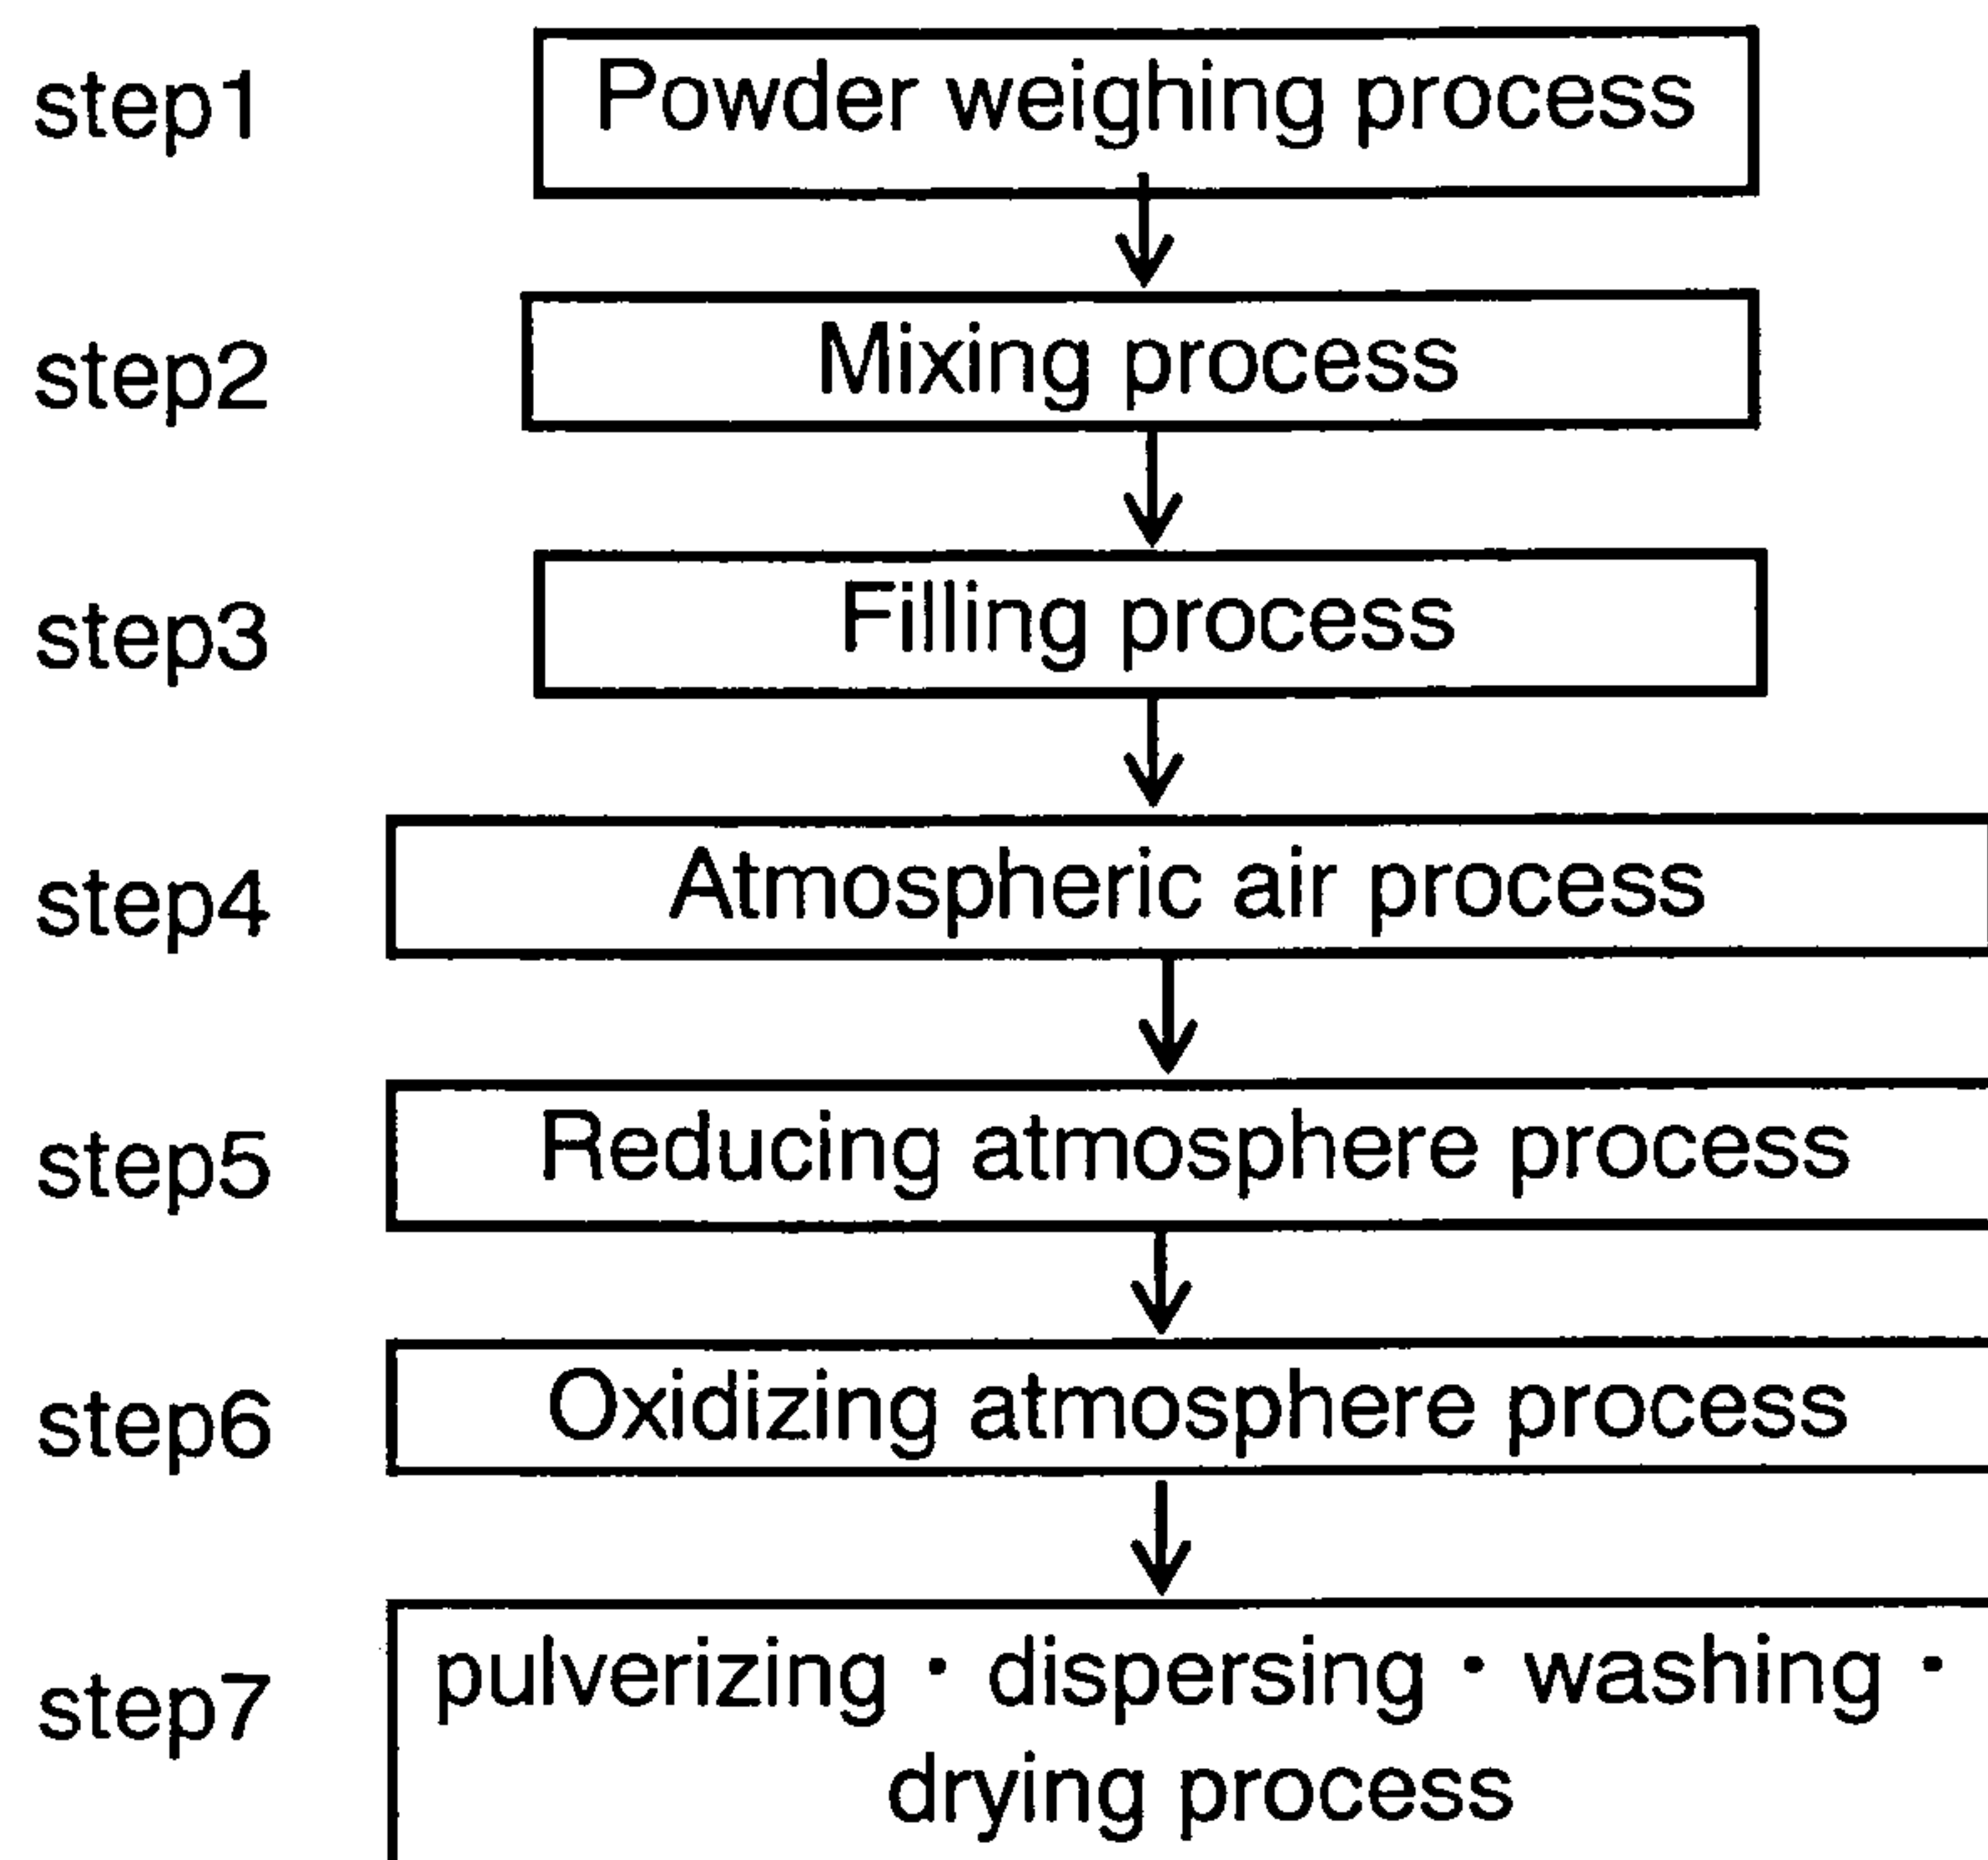 step1 Powder weighing process
step2 Mixing process
step3 Filling process
step4 Atmospheric air process
step5 Reducing atmosphere process
step6 Oxidizing atmosphere process
step7 pulverizing・dispersing・washing・
drying process